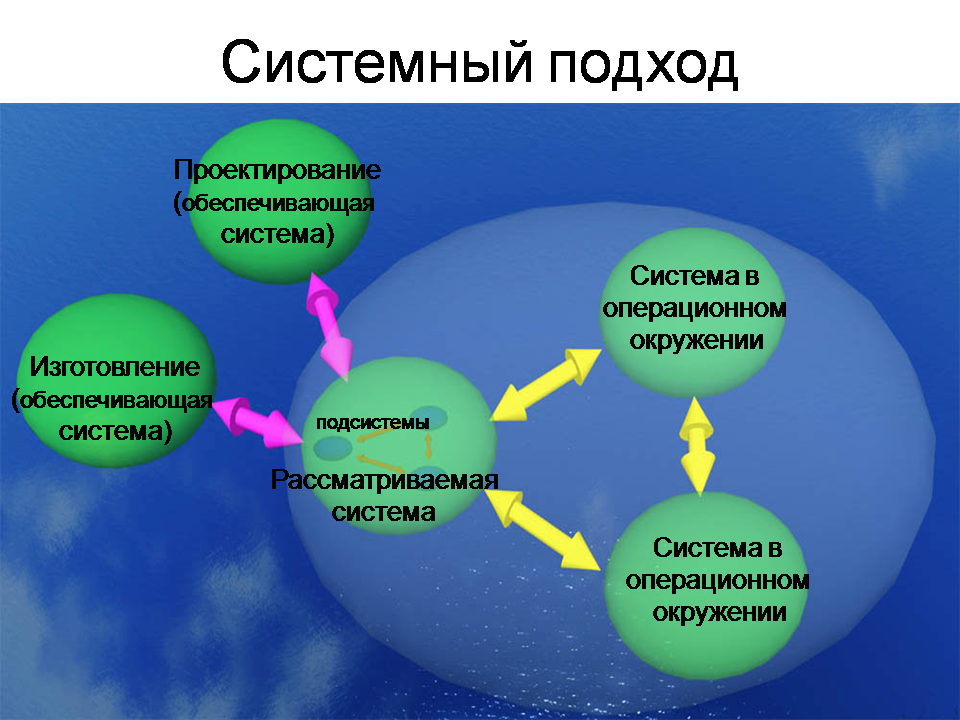 Системный подход
Проектирование
(обеспечивающая
система)
Изготовление
(обеспечивающая
система)
подсистемы
Рассматриваемая
система
Система в
операционном
окружении
Система в
операционном
окружении